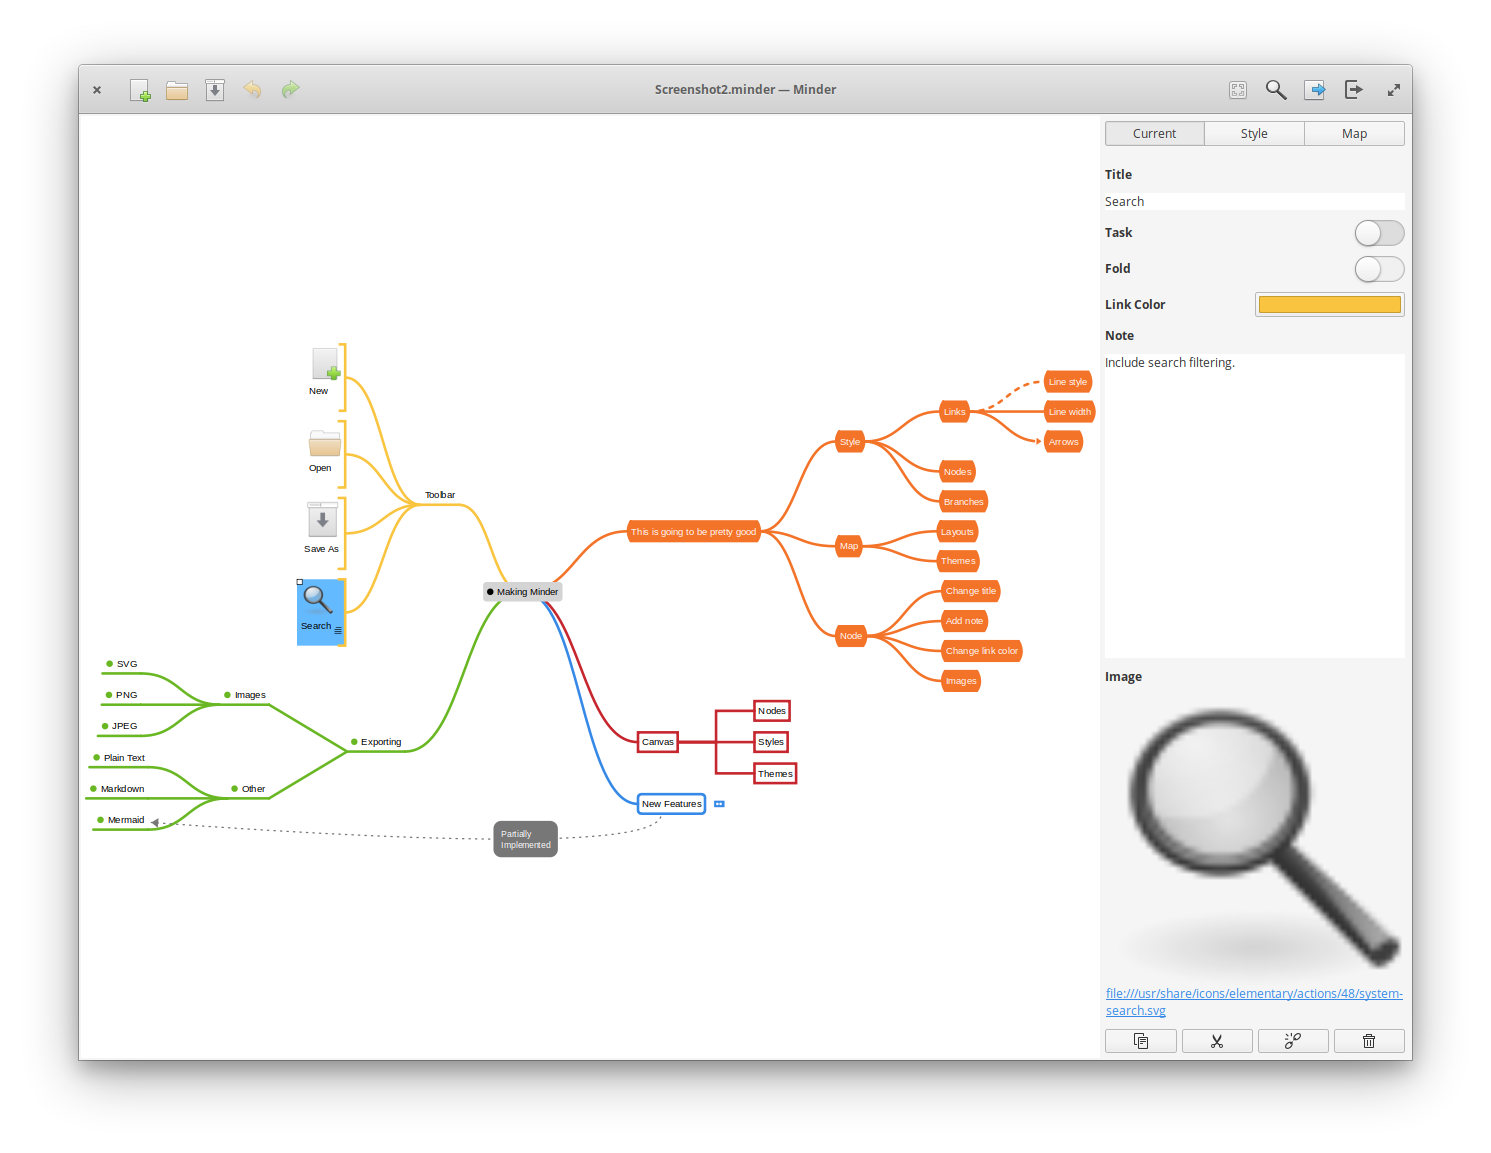 Screenshot2.minder — Minder
Current
Style
Map
Title
Search
Task
Fold
Link Color
Note
Include search filtering.
Image
file:///usr/share/icons/elementary/actions/48/system-
search.svg
New
Open
Save As
Search
Toolbar
Making Minder
This is going to be pretty good
Style
Links
Line style
Line width
Arrows
Nodes
Branches
Map
Layouts
Themes
Node
Change title
Add note
Change link color
Images
SVG
PNG
JPEG
Images
Exporting
Plain Text
Markdown
Mermaid
Other
Canvas
Nodes
Styles
Themes
New Features
Partially
Implemented